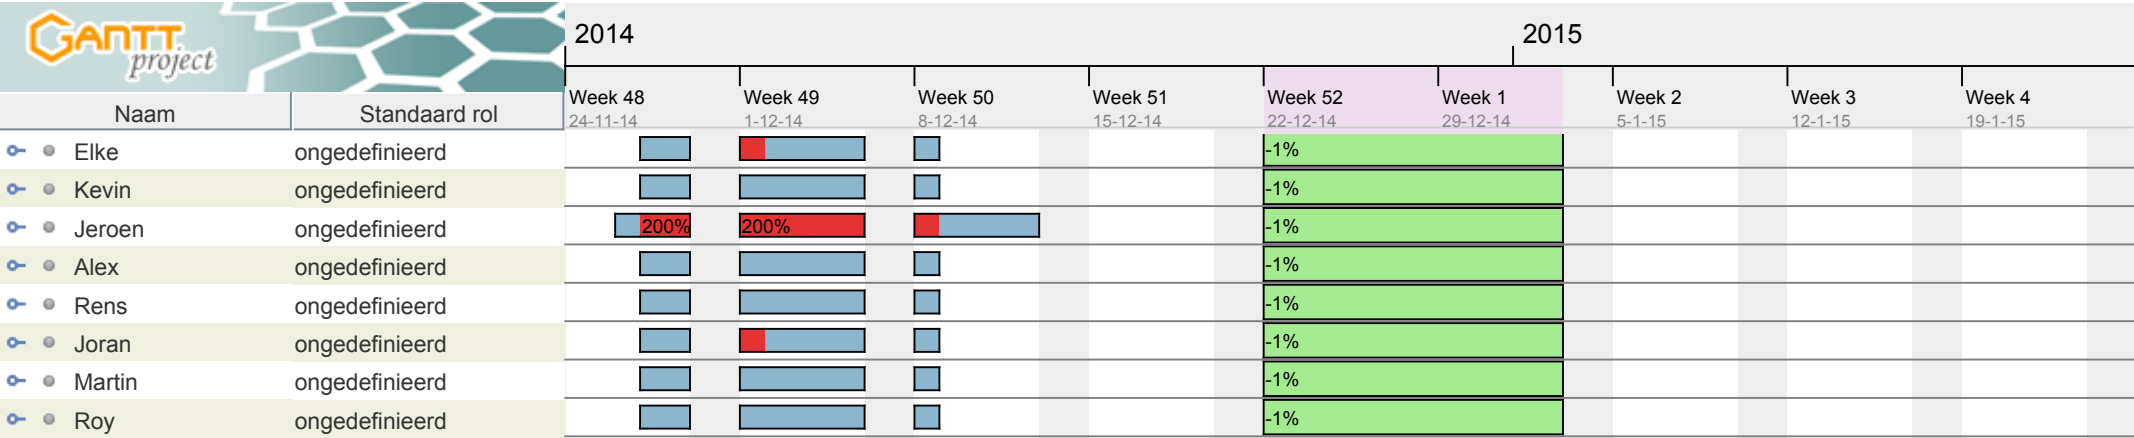 GANTT
project
2014 2015
Week 48 Week 49 Week 50 Week 51 Week 52 Week 1 Week 2 Week 3 Week 4
Naam Standaard rol
24-11-14 1-12-14 8-12-14 15-12-14 22-12-14 29-12-14 5-1-15 12-1-15 19-1-15
Elke ongedefinieerd -1%
Kevin ongedefinieerd -1%
Jeroen ongedefinieerd 200% 200% -1%
Alex ongedefinieerd -1%
Rens ongedefinieerd -1%
Joran ongedefinieerd -1%
Martin ongedefinieerd -1%
Roy ongedefinieerd -1%